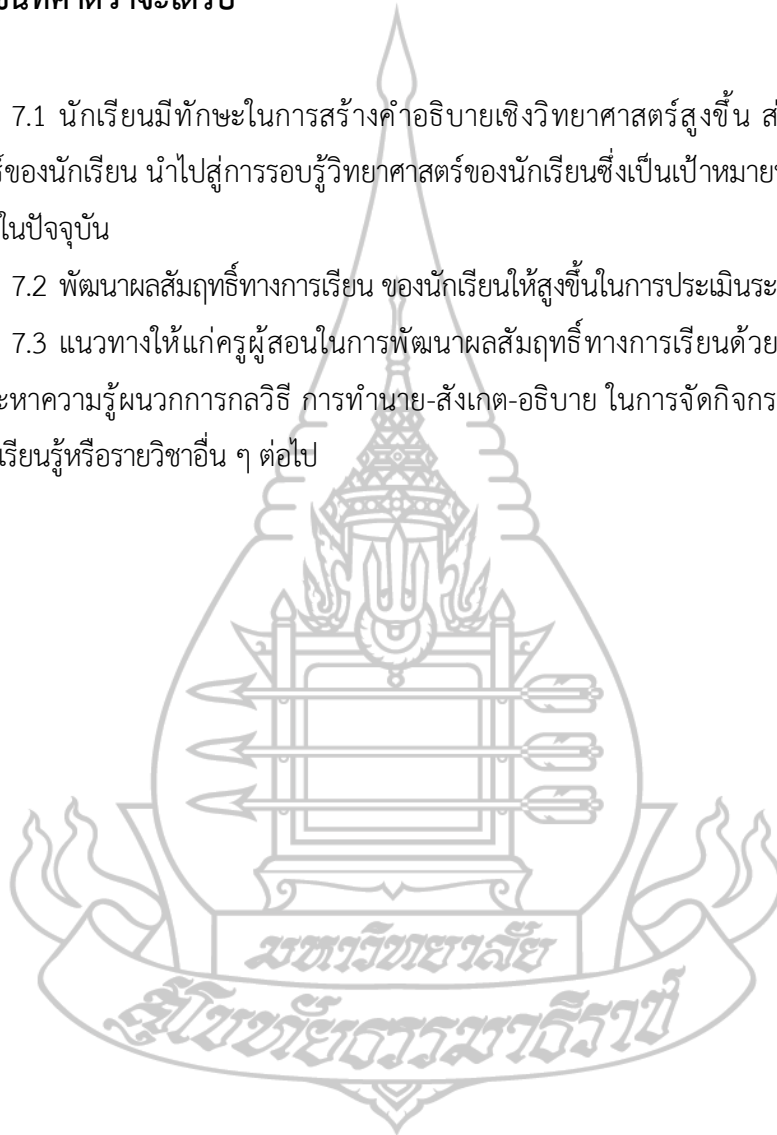 7.1 นักเรียนมีทักษะในการสร้างคำอธิบายเชิงวิทยาศาสตร์สูงขึ้น
ของนักเรียน นำไปสู่การรอบรู้วิทยาศาสตร์ของนักเรียนซึ่งเป็นเป้าหมาย
ในปัจจุบัน
7.2 พัฒนาผลสัมฤทธิ์ทางการเรียน ของนักเรียนให้สูงขึ้นในการประเมินระ
7.3 แนวทางให้แก่ครูผู้สอนในการพัฒนาผลสัมฤทธิ์ทางการเรียนด้วย
ะหาความรู้ผนวกการกลวิธี การทำนาย-สังเกต-อธิบาย ในการจัดกิจกร
เรียนรู้หรือรายวิชาอื่น ๆ ต่อไป
มหาวิทยาลัย
สุโขทัยธรรมาธิราช